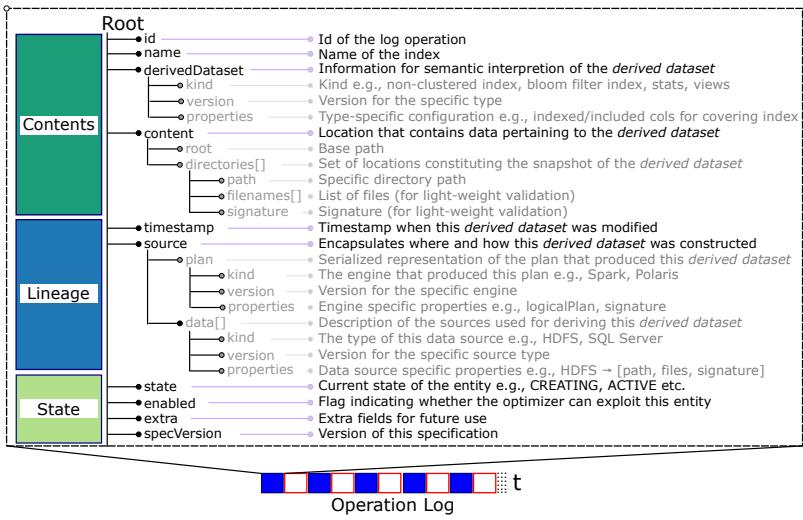 Root
id Id of the log operation
name Name of the index
derivedDataset Information for semantic interpretion of the derived dataset
kind Kind e.g., non-clustered index, bloom filter index, stats, views
version Version for the specific type
Contents
properties Type-specific configuration e.g., indexed/included cols for covering index
content Location that contains data pertaining to the derived dataset
root Base path
directories[] Set of locations constituting the snapshot of the derived dataset
path Specific directory path
filenames[] List of files (for light-weight validation)
signature Signature (for light-weight validation)
timestamp Timestamp when this derived dataset was modified
source Encapsulates where and how this derived dataset was constructed
plan Serialized representation of the plan that produced this derived dataset
kind The engine that produced this plan e.g., Spark, Polaris
Lineage
version Version for the specific engine
properties Engine specific properties e.g., logicalPlan, signature
data[] Description of the sources used for deriving this derived dataset
kind The type of this data source e.g., HDFS, SQL Server
version Version for the specific source type
properties Data source specific properties e.g., HDFS → [path, files, signature]
state Current state of the entity e.g., CREATING, ACTIVE etc.
enabled Flag indicating whether the optimizer can exploit this entity
State
extra Extra fields for future use
specVersion Version of this specification
t
Operation Log